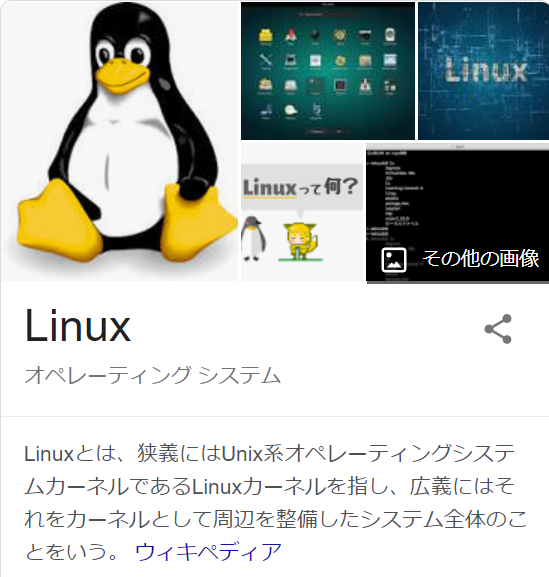 Linux
Linuxって何?
その他の画像
Linux
オペレーティング システム
Linuxとは、狭義にはUnix系オペレーティングシステ
ムカーネルであるLinuxカーネルを指し、広義にはそ
れをカーネルとして周辺を整備したシステム全体のこ
とをいう。 ウィキペディア